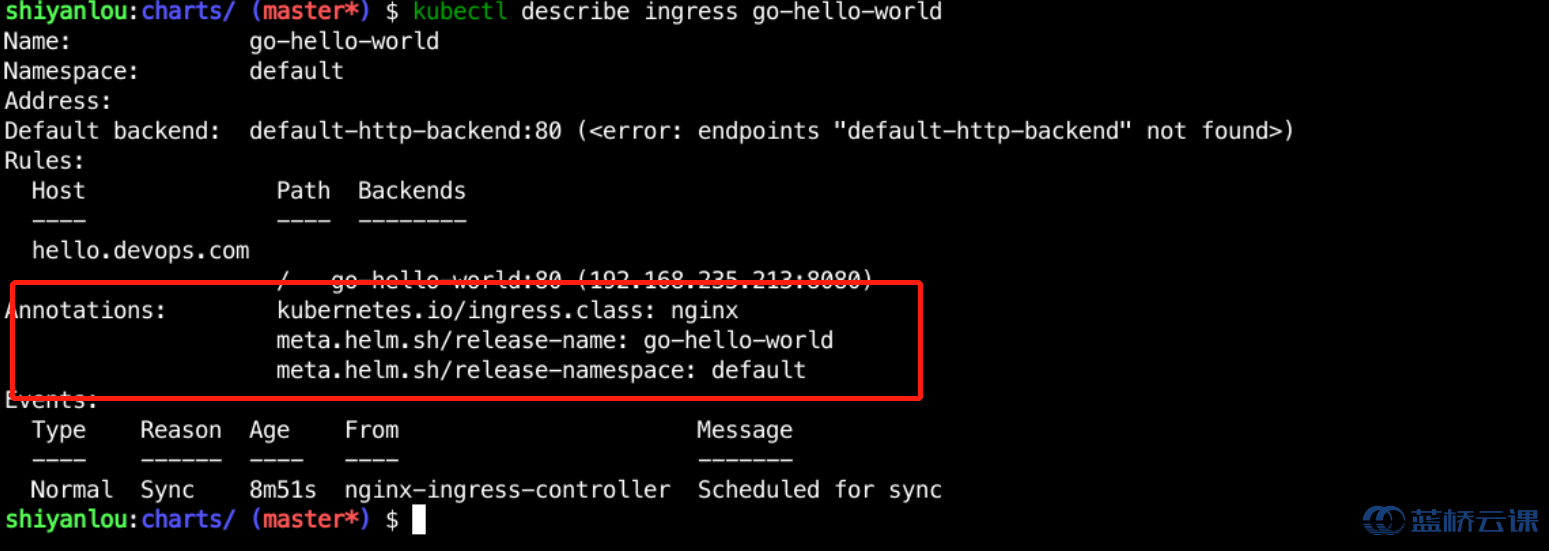 shiyanlou:charts/ (master*) $ kubectl describe ingress go-hello-world
Name:             go-hello-world
Namespace:        default
Address:
Default backend:  default-http-backend:80 (<error: endpoints "default-http-backend" not found>)
Rules:
  Host              Path  Backends
  ----              ----  --------
  hello.devops.com
                    /   go-hello-world:80 (192.168.235.213:8080)
Annotations:        kubernetes.io/ingress.class: nginx
                    meta.helm.sh/release-name: go-hello-world
                    meta.helm.sh/release-namespace: default
Events:
  Type    Reason  Age    From                      Message
  ----    ------  ----   ----                      -------
  Normal  Sync    8m51s  nginx-ingress-controller  Scheduled for sync
shiyanlou:charts/ (master*) $
蓝桥云课